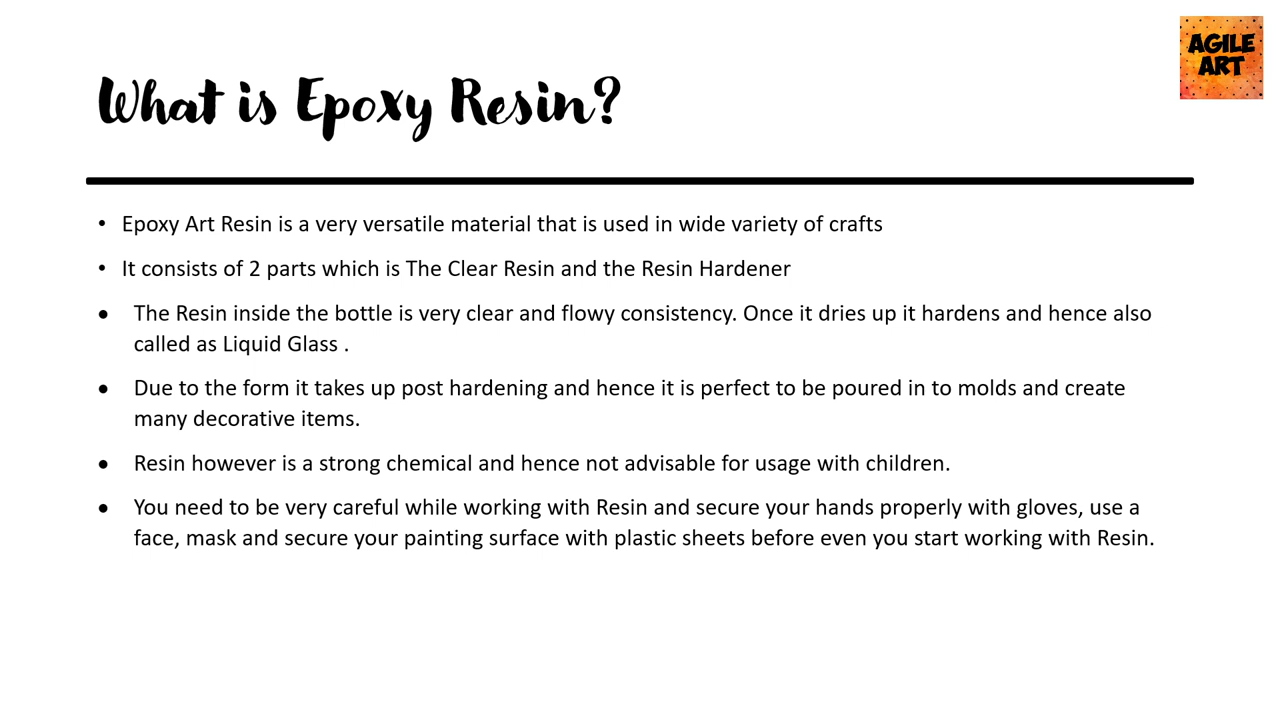 AGILE
ART
What is Epoxy Resin?
• Epoxy Art Resin is a very versatile material that is used in wide variety of crafts
• It consists of 2 parts which is The Clear Resin and the Resin Hardener
• The Resin inside the bottle is very clear and flowy consistency. Once it dries up it hardens and hence also
called as Liquid Glass .
• Due to the form it takes up post hardening and hence it is perfect to be poured in to molds and create
many decorative items.
• Resin however is a strong chemical and hence not advisable for usage with children.
• You need to be very careful while working with Resin and secure your hands properly with gloves, use a
face, mask and secure your painting surface with plastic sheets before even you start working with Resin.